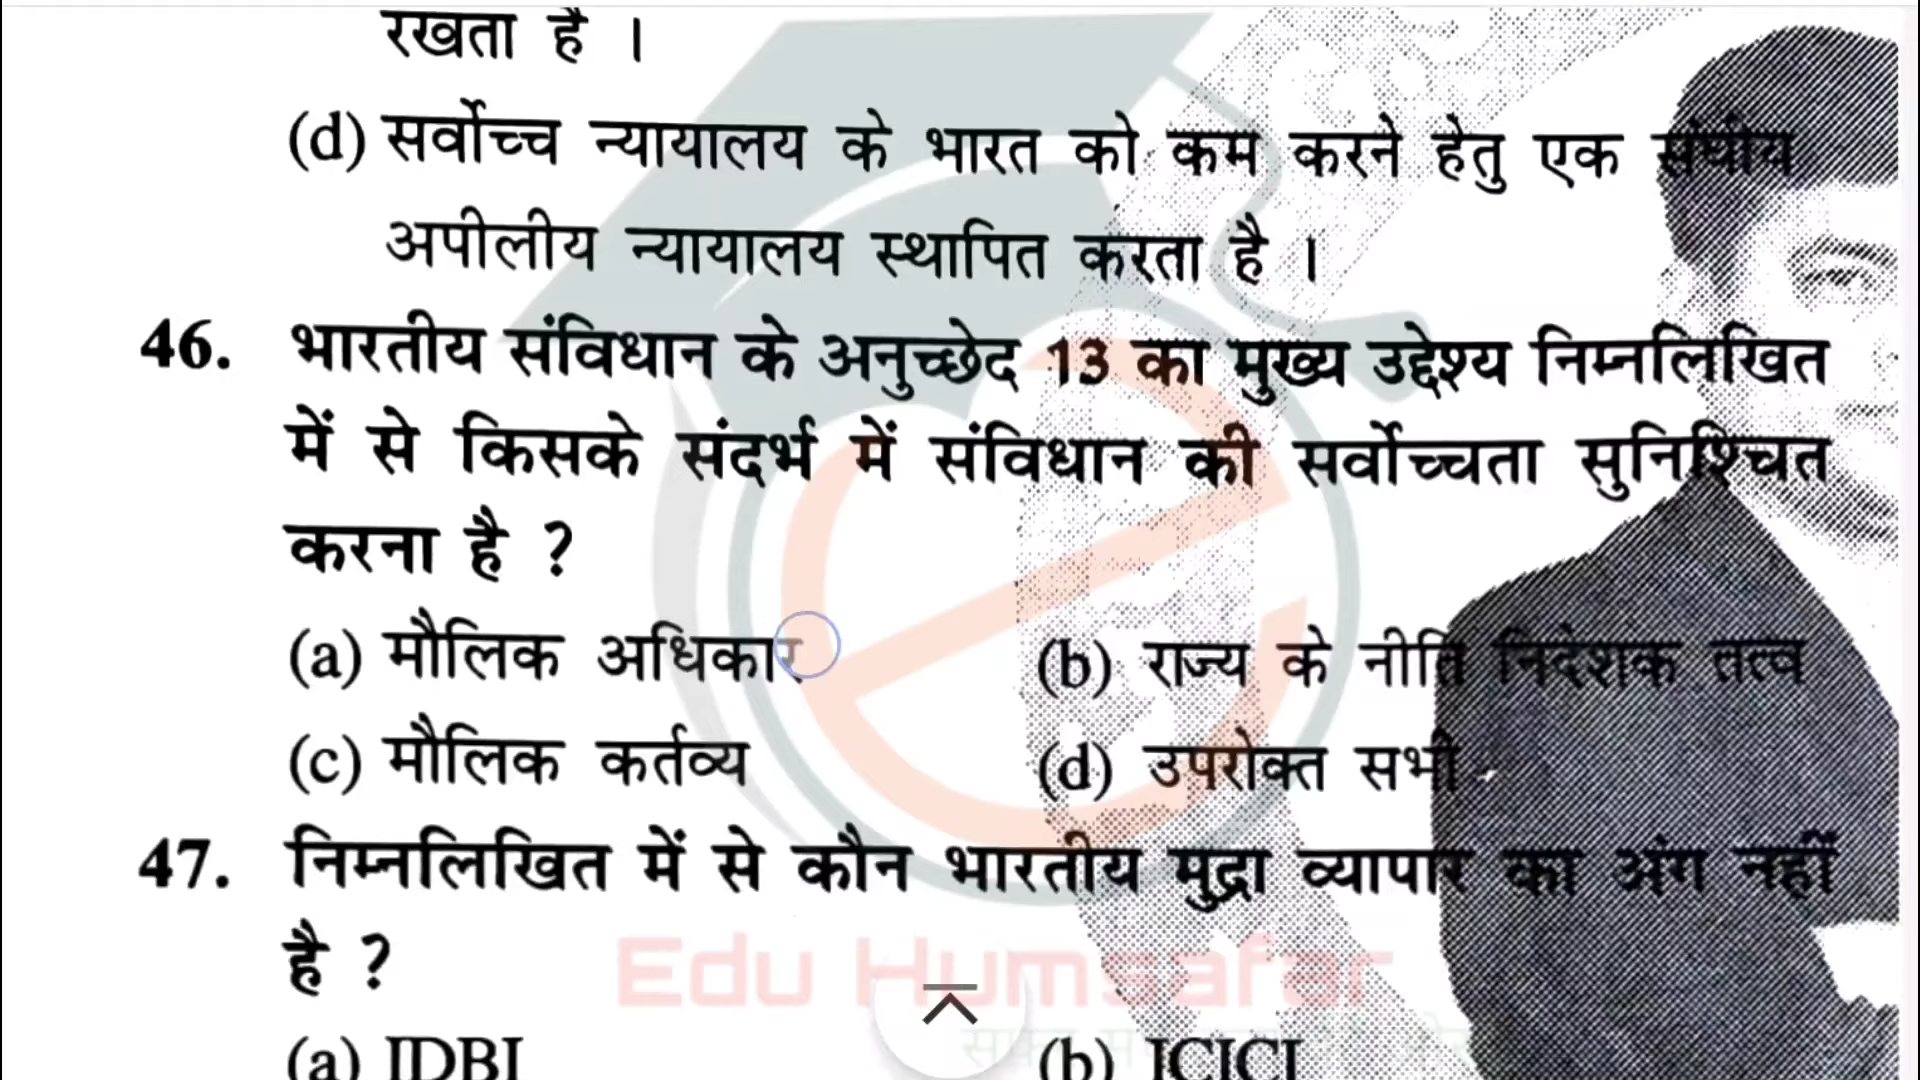 रखता है ।
(d) सर्वोच्च न्यायालय के भारत को कम करने हेतु एक संघीय
अपीलीय न्यायालय स्थापित करता है ।
46. भारतीय संविधान के अनुच्छेद 13 का मुख्य उद्देश्य निम्नलिखित
में से किसके संदर्भ में संविधान की सर्वोच्चता सुनिश्चित
करना है ?
(a) मौलिक अधिकार (b) राज्य के नीति निदेशक तत्व
(c) मौलिक कर्तव्य (d) उपरोक्त सभी
47. निम्नलिखित में से कौन भारतीय मुद्रा व्यापार का अंग नहीं
है ?
Edu Humsafar
(a) IDBI (b) ICICI